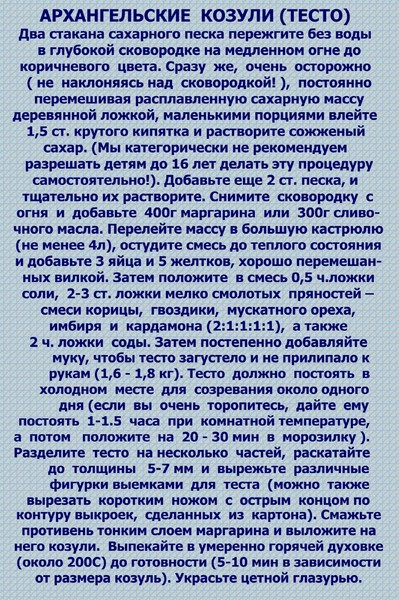 АРХАНГЕЛЬСКИЕ КОЗУЛИ (ТЕСТО)
Два стакана сахарного песка пережгите без воды
в глубокой сковородке на медленном огне до
коричневого цвета. Сразу же, очень осторожно
( не наклоняясь над сковородкой! ), постоянно
перемешивая расплавленную сахарную массу
деревянной ложкой, маленькими порциями влейте
1,5 ст. крутого кипятка и растворите сожженый
сахар. (Мы категорически не рекомендуем
разрешать детям до 16 лет делать эту процедуру
самостоятельно!). Добавьте еще 2 ст. песка, и
тщательно их растворите. Снимите сковородку с
огня и добавьте 400г маргарина или 300г сливо-
чного масла. Перелейте массу в большую кастрюлю
(не менее 4л), остудите смесь до теплого состояния
и добавьте 3 яйца и 5 желтков, хорошо перемешан-
ных вилкой. Затем положите в смесь 0,5 ч.ложки
соли, 2-3 ст. ложки мелко смолотых пряностей –
смеси корицы, гвоздики, мускатного ореха,
имбиря и кардамона (2:1:1:1:1), а также
2 ч. ложки соды. Затем постепенно добавляйте
муку, чтобы тесто загустело и не прилипало к
рукам (1,6 - 1,8 кг). Тесто должно постоять в
холодном месте для созревания около одного
дня (если вы очень торопитесь, дайте ему
постоять 1-1.5 часа при комнатной температуре,
а потом положите на 20 - 30 мин в морозилку ).
Разделите тесто на несколько частей, раскатайте
до толщины 5-7 мм и вырежьте различные
фигурки выемками для теста (можно также
вырезать коротким ножом с острым концом по
контуру выкроек, сделанных из картона). Смажьте
противень тонким слоем маргарина и выложите на
него козули. Выпекайте в умеренно горячей духовке
(около 200С) до готовности (5-10 мин в зависимости
от размера козуль). Украсьте цетной глазурью.